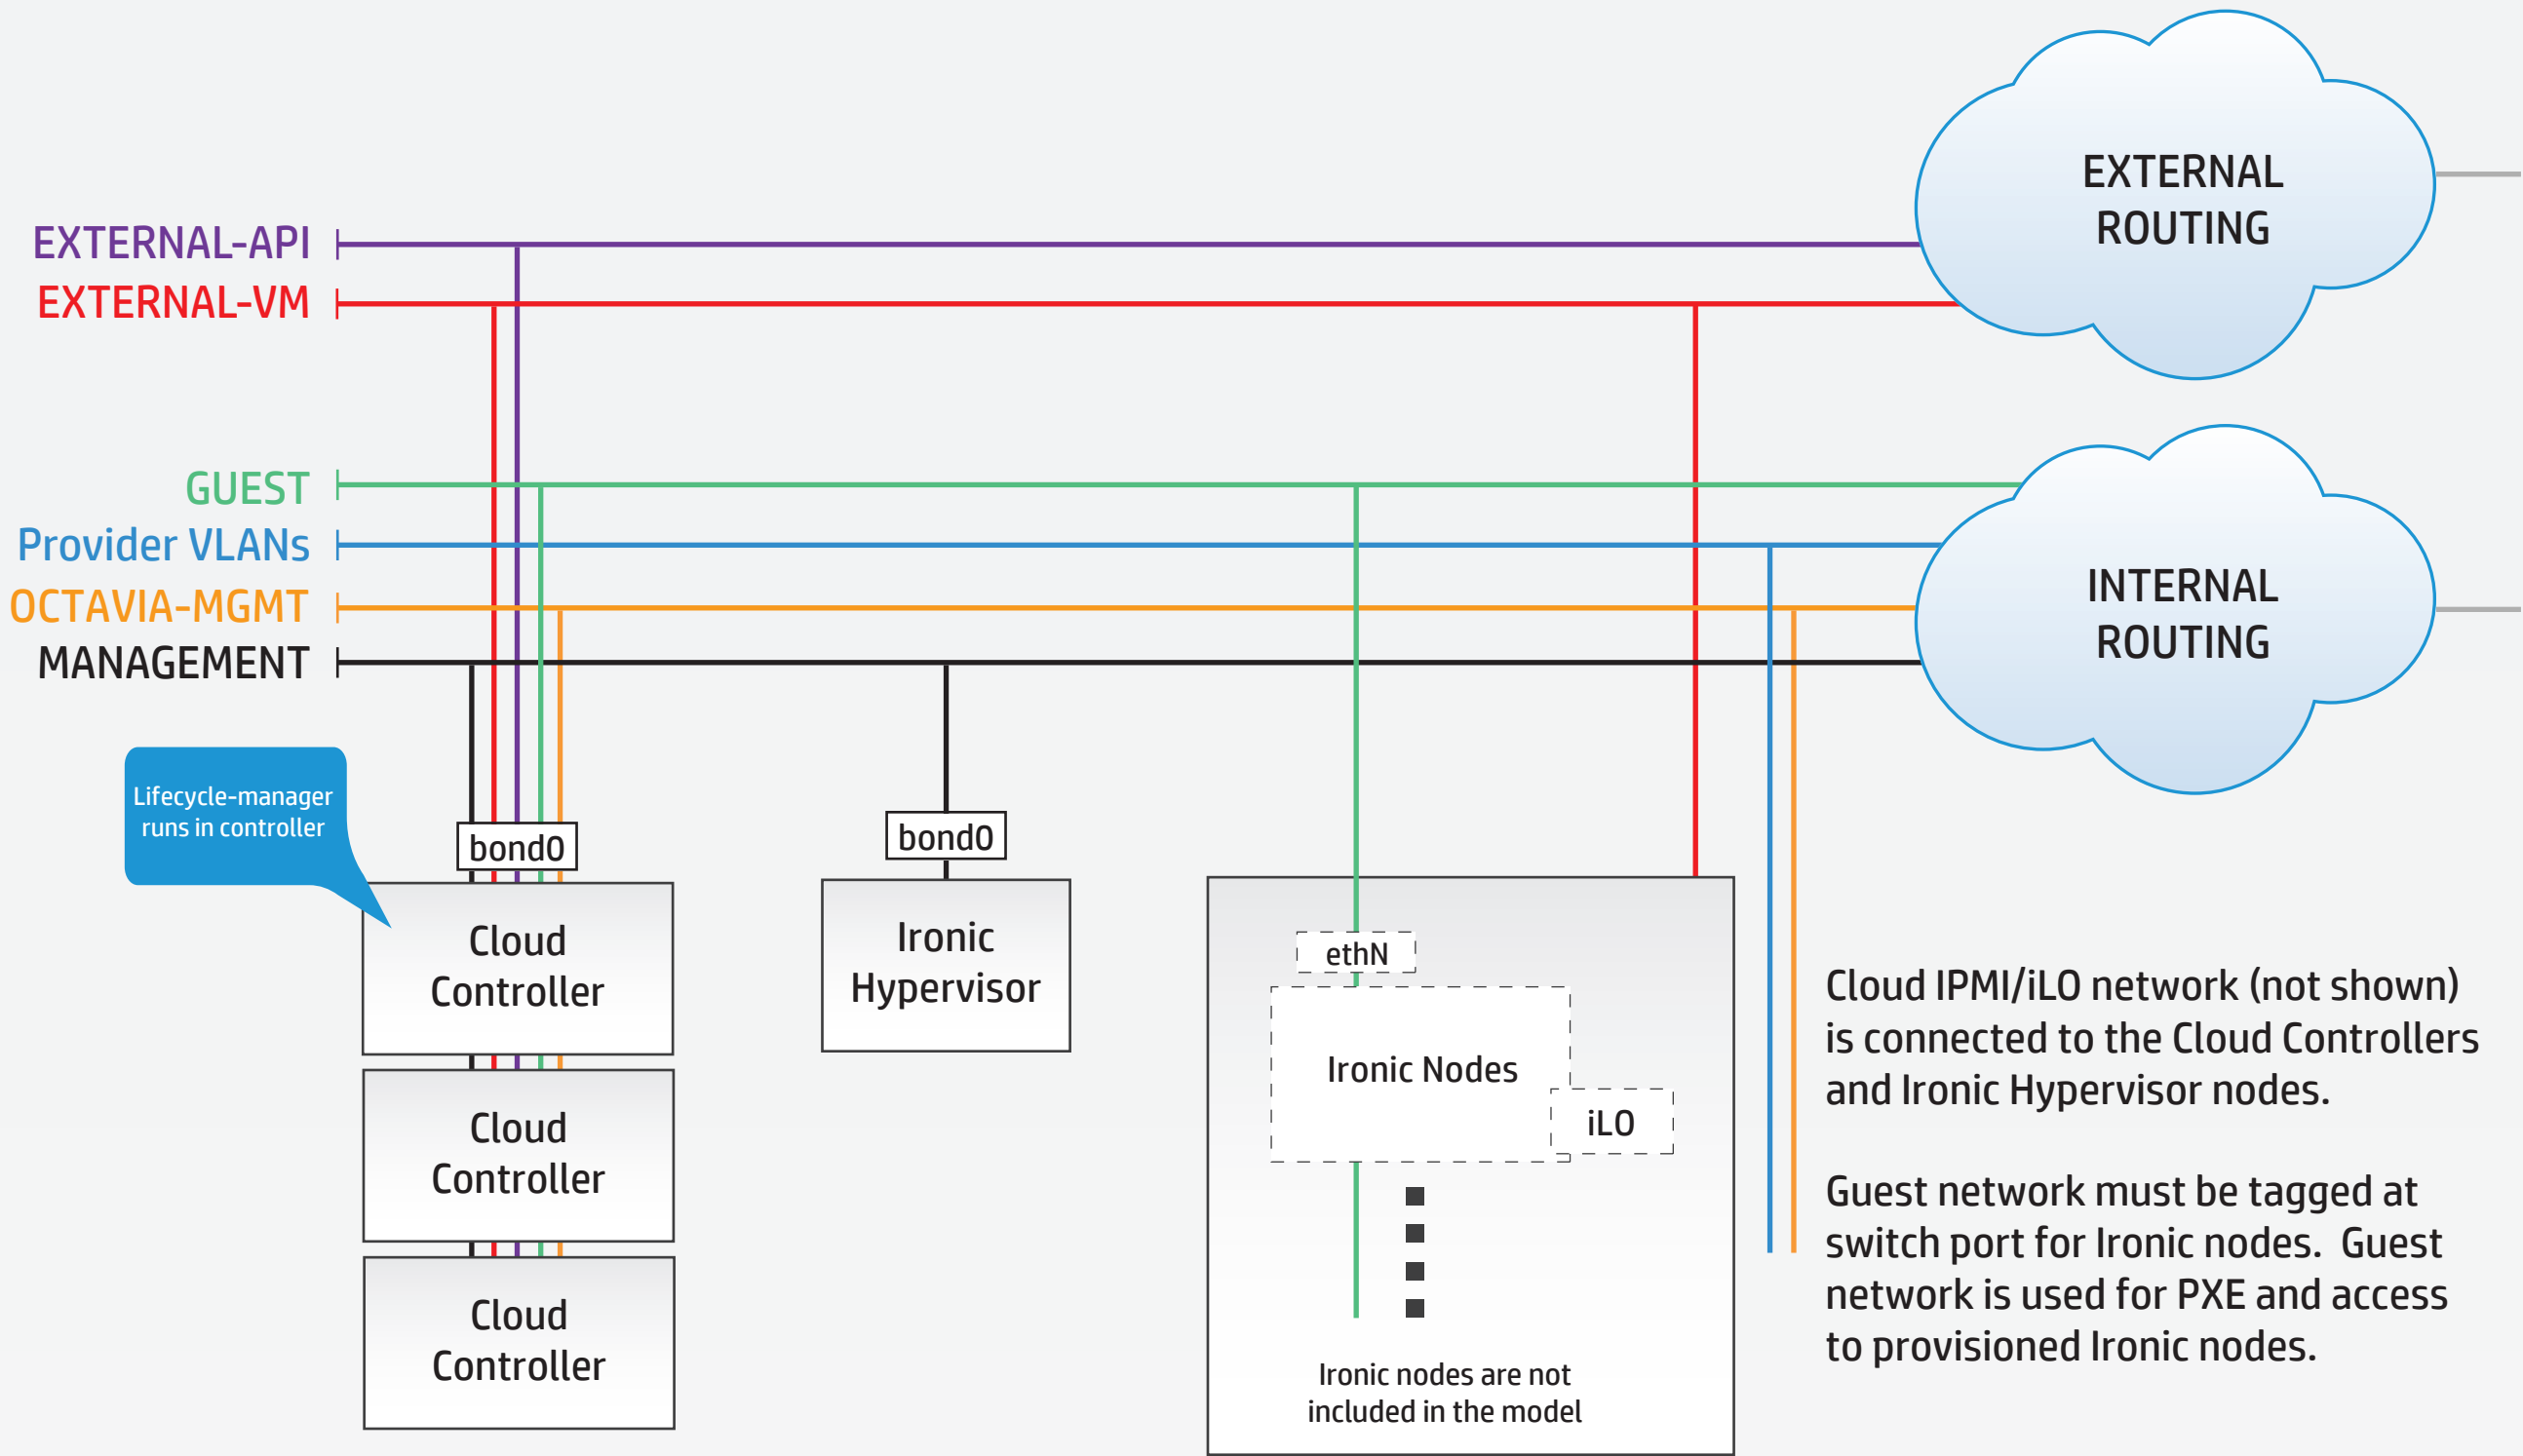 EXTERNAL
ROUTING
EXTERNAL-API
EXTERNAL-VM
GUEST
Provider VLANs
OCTAVIA-MGMT
MANAGEMENT
INTERNAL
ROUTING
Lifecycle-manager
runs in controller
bond0
bond0
Cloud
Controller
Cloud
Controller
Cloud
Controller
Ironic
Hypervisor
ethN
Ironic Nodes
iLO
Ironic nodes are not
included in the model
Cloud IPMI/iLO network (not shown)
is connected to the Cloud Controllers
and Ironic Hypervisor nodes.
Guest network must be tagged at
switch port for Ironic nodes.  Guest
network is used for PXE and access
to provisioned Ironic nodes.